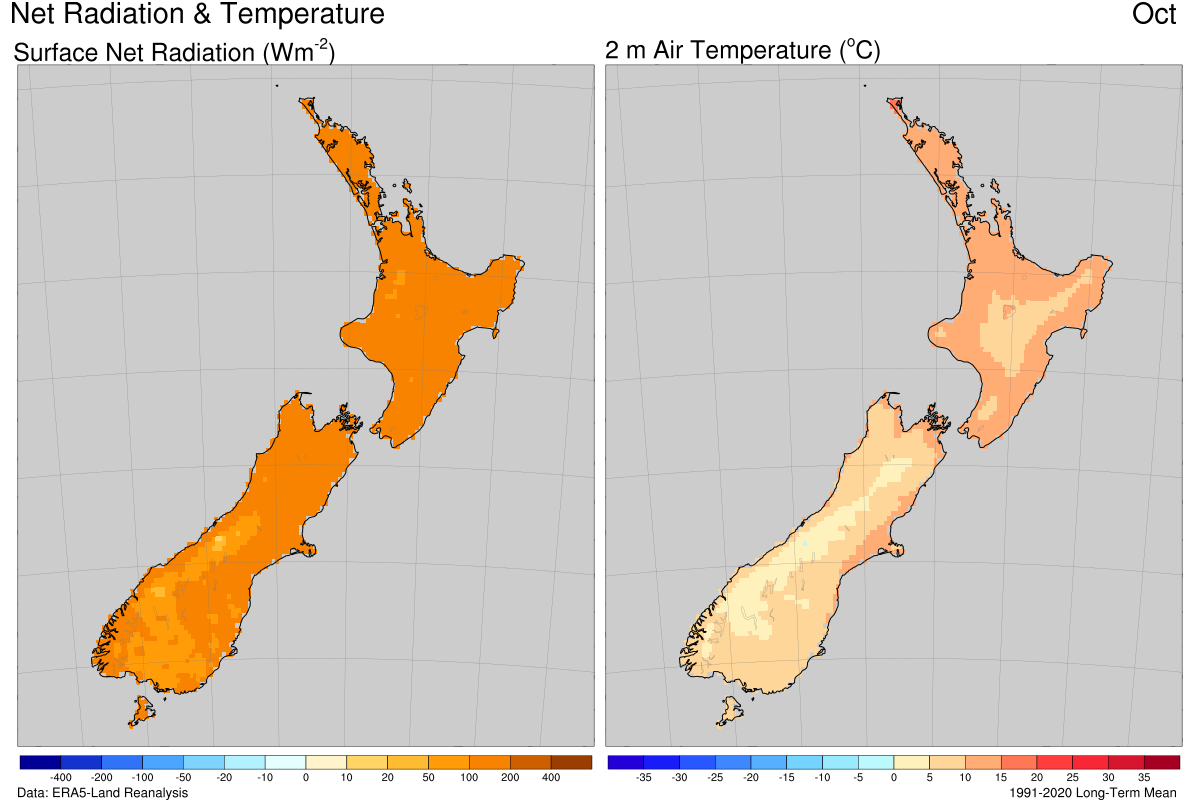 Net Radiation & Temperature
Oct
Surface Net Radiation (Wm-2)
2 m Air Temperature (oC)
-400 -200 -100 -50 -20 -10 0 10 20 50 100 200 400
-35 -30 -25 -20 -15 -10 -5 0 5 10 15 20 25 30 35
Data: ERA5-Land Reanalysis
1991-2020 Long-Term Mean